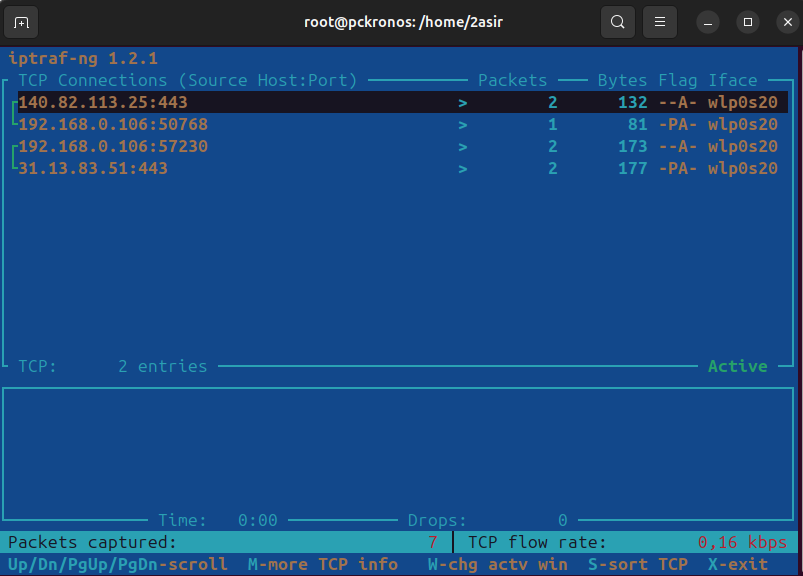 root@pckronos: /home/2asir
iptraf-ng 1.2.1
TCP Connections (Source Host:Port) Packets Bytes Flag Iface
140.82.113.25:443 > 2 132 --A- wlp0s20
192.168.0.106:50768 > 1 81 -PA- wlp0s20
192.168.0.106:57230 > 2 173 --A- wlp0s20
31.13.83.51:443 > 2 177 -PA- wlp0s20
TCP: 2 entries Active
Time: 0:00 Drops: 0
Packets captured: 7 TCP flow rate: 0,16 kbps
Up/Dn/PgUp/PgDn-scroll M-more TCP info W-chg actv win S-sort TCP X-exit